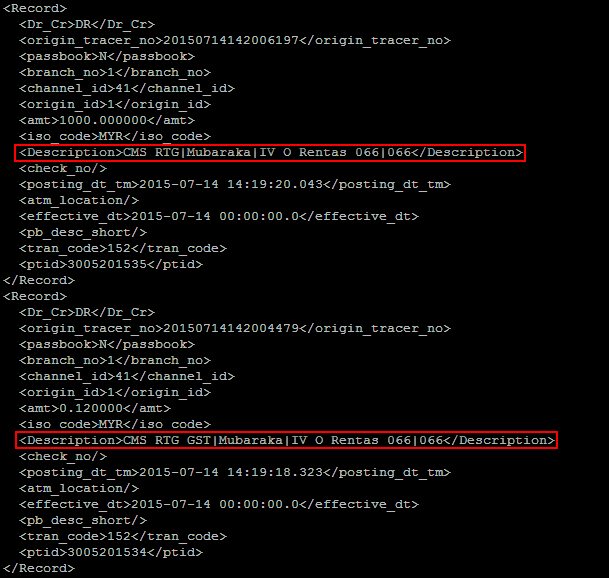 <Record>
<Dr_Cr>DR</Dr_Cr>
<origin_tracer_no>20150714142006197</origin_tracer_no>
<passbook>N</passbook>
<branch_no>1</branch_no>
<channel_id>41</channel_id>
<origin_id>1</origin_id>
<amt>1000.000000</amt>
<iso_code>MYR</iso_code>
<Description>CMS RTG|Mubaraka|IV O Rentas 066|066</Description>
<check_no/>
<posting_dt_tm>2015-07-14 14:19:20.043</posting_dt_tm>
<atm_location/>
<effective_dt>2015-07-14 00:00:00.0</effective_dt>
<pb_desc_short/>
<tran_code>152</tran_code>
<ptid>3005201535</ptid>
</Record>
<Record>
<Dr_Cr>DR</Dr_Cr>
<origin_tracer_no>20150714142004479</origin_tracer_no>
<passbook>N</passbook>
<branch_no>1</branch_no>
<channel_id>41</channel_id>
<origin_id>1</origin_id>
<amt>0.120000</amt>
<iso_code>MYR</iso_code>
<Description>CMS RTG GST|Mubaraka|IV O Rentas 066|066</Description>
<check_no/>
<posting_dt_tm>2015-07-14 14:19:18.323</posting_dt_tm>
<atm_location/>
<effective_dt>2015-07-14 00:00:00.0</effective_dt>
<pb_desc_short/>
<tran_code>152</tran_code>
<ptid>3005201534</ptid>
</Record>